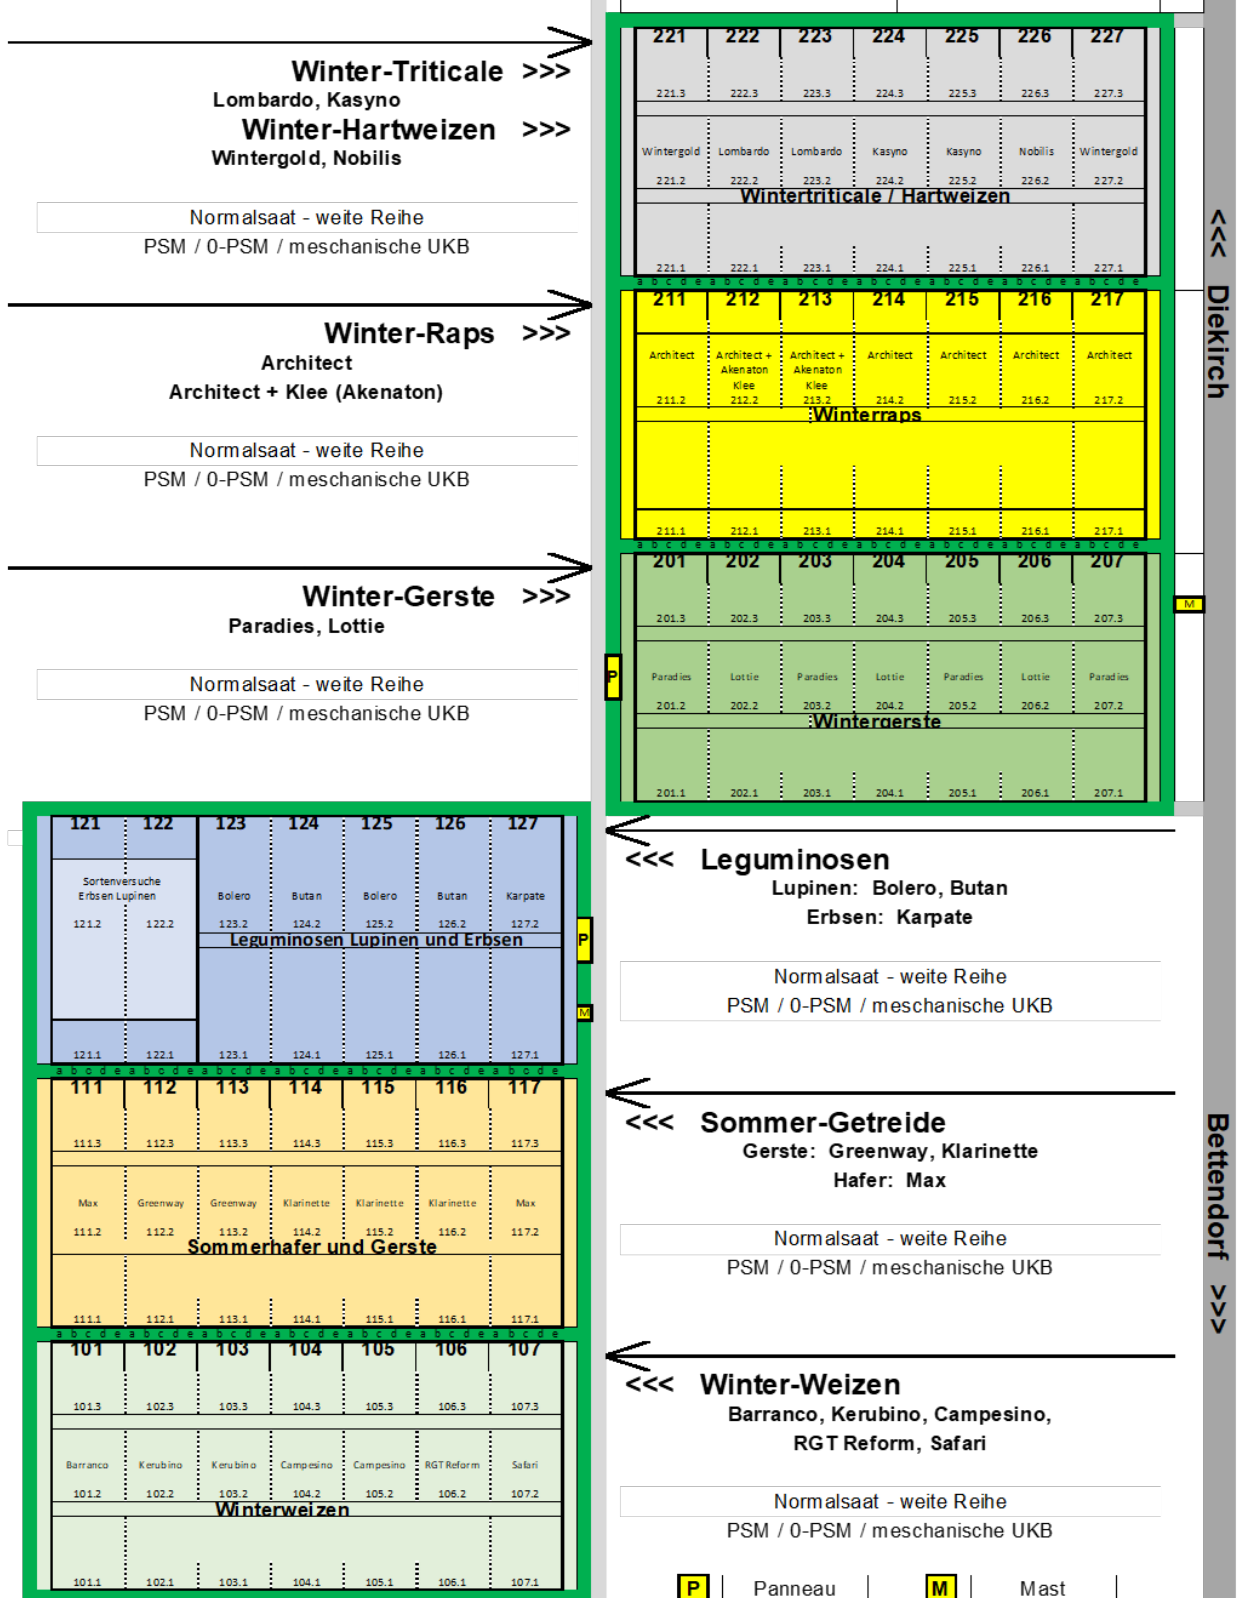 221 222 223 224 225 226 227
Winter-Triticale >>>
Lombardo, Kasyno
221.3 222.3 223.3 224.3 225.3 226.3 227.3
Winter-Hartweizen >>>
Wintergold, Nobilis
Wintergold Lombardo Lombardo Kasyno Kasyno Nobilis Wintergold
221.2 222.2 223.2 224.2 225.2 226.2 227.2
Wintertriticale / Hartweizen
Normalsaat - weite Reihe
PSM / 0-PSM / meschanische UKB
221.1 222.1 223.1 224.1 225.1 226.1 227.1
a b c d e a b c d e a b c d e a b c d e a b c d e a b c d e a b c d e
<<< Diekirch
211 212 213 214 215 216 217
Winter-Raps >>>
Architect
Architect + Klee (Akenaton)
Architect Architect + Architect + Architect Architect Architect Architect
Akenaton Akenaton
Klee Klee
211.2 212.2 213.2 214.2 215.2 216.2 217.2
Winterraps
Normalsaat - weite Reihe
PSM / 0-PSM / meschanische UKB
211.1 212.1 213.1 214.1 215.1 216.1 217.1
a b c d e a b c d e a b c d e a b c d e a b c d e a b c d e a b c d e
201 202 203 204 205 206 207
Winter-Gerste >>>
Paradies, Lottie
M
201.3 202.3 203.3 204.3 205.3 206.3 207.3
P
Paradies Lottie Paradies Lottie Paradies Lottie Paradies
201.2 202.2 203.2 204.2 205.2 206.2 207.2
Wintergerste
Normalsaat - weite Reihe
PSM / 0-PSM / meschanische UKB
201.1 202.1 203.1 204.1 205.1 206.1 207.1
121 122 123 124 125 126 127
<<< Leguminosen
Lupinen: Bolero, Butan
Erbsen: Karpate
Sortenversuche
Erbsen Lupinen Bolero Butan Bolero Butan Karpate
121.2 122.2 123.2 124.2 125.2 126.2 127.2
Leguminosen Lupinen und Erbsen
P
M
Normalsaat - weite Reihe
PSM / 0-PSM / meschanische UKB
121.1 122.1 123.1 124.1 125.1 126.1 127.1
a b c d e a b c d e a b c d e a b c d e a b c d e a b c d e a b c d e
111 112 113 114 115 116 117
<<< Sommer-Getreide
Gerste: Greenway, Klarinette
Hafer: Max
111.3 112.3 113.3 114.3 115.3 116.3 117.3
Max Greenway Greenway Klarinette Klarinette Klarinette Max
111.2 112.2 113.2 114.2 115.2 116.2 117.2
Sommerhafer und Gerste
Normalsaat - weite Reihe
PSM / 0-PSM / meschanische UKB
Bettendorf >>>
111.1 112.1 113.1 114.1 115.1 116.1 117.1
a b c d e a b c d e a b c d e a b c d e a b c d e a b c d e a b c d e
101 102 103 104 105 106 107
<<< Winter-Weizen
Barranco, Kerubino, Campesino,
RGT Reform, Safari
101.3 102.3 103.3 104.3 105.3 106.3 107.3
Barranco Kerubino Kerubino Campesino Campesino RGT Reform Safari
101.2 102.2 103.2 104.2 105.2 106.2 107.2
Winterweizen
Normalsaat - weite Reihe
PSM / 0-PSM / meschanische UKB
101.1 102.1 103.1 104.1 105.1 106.1 107.1
P Panneau M Mast